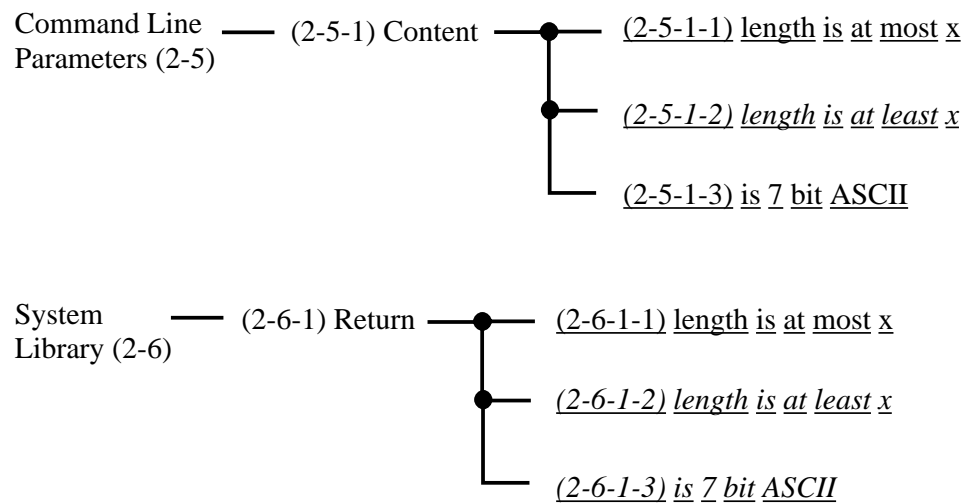 Command Line
Parameters (2-5)
(2-5-1) Content
(2-5-1-1) length is at most x
(2-5-1-2) length is at least x
(2-5-1-3) is 7 bit ASCII
System
Library (2-6)
(2-6-1) Return
(2-6-1-1) length is at most x
(2-6-1-2) length is at least x
(2-6-1-3) is 7 bit ASCII